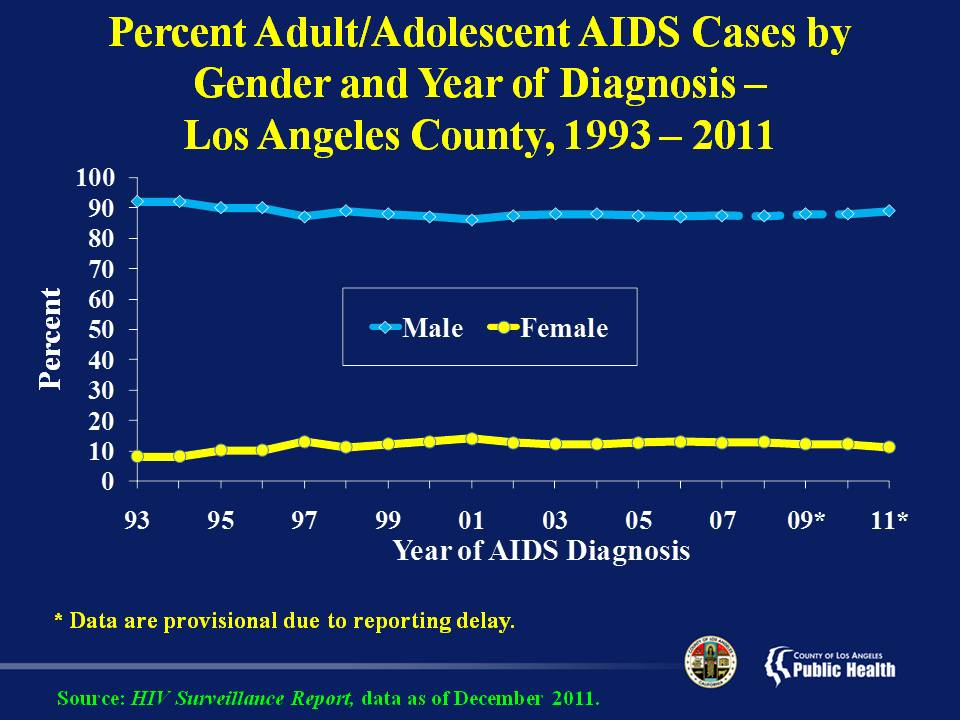 Percent Adult/Adolescent AIDS Cases by
Gender and Year of Diagnosis –
Los Angeles County, 1993 – 2011
100
90
80
70
60
50
40
30
20
10
0
Percent
Male Female
93 95 97 99 01 03 05 07 09* 11*
Year of AIDS Diagnosis
* Data are provisional due to reporting delay.
COUNTY OF LOS ANGELES
Public Health
Source: HIV Surveillance Report, data as of December 2011.